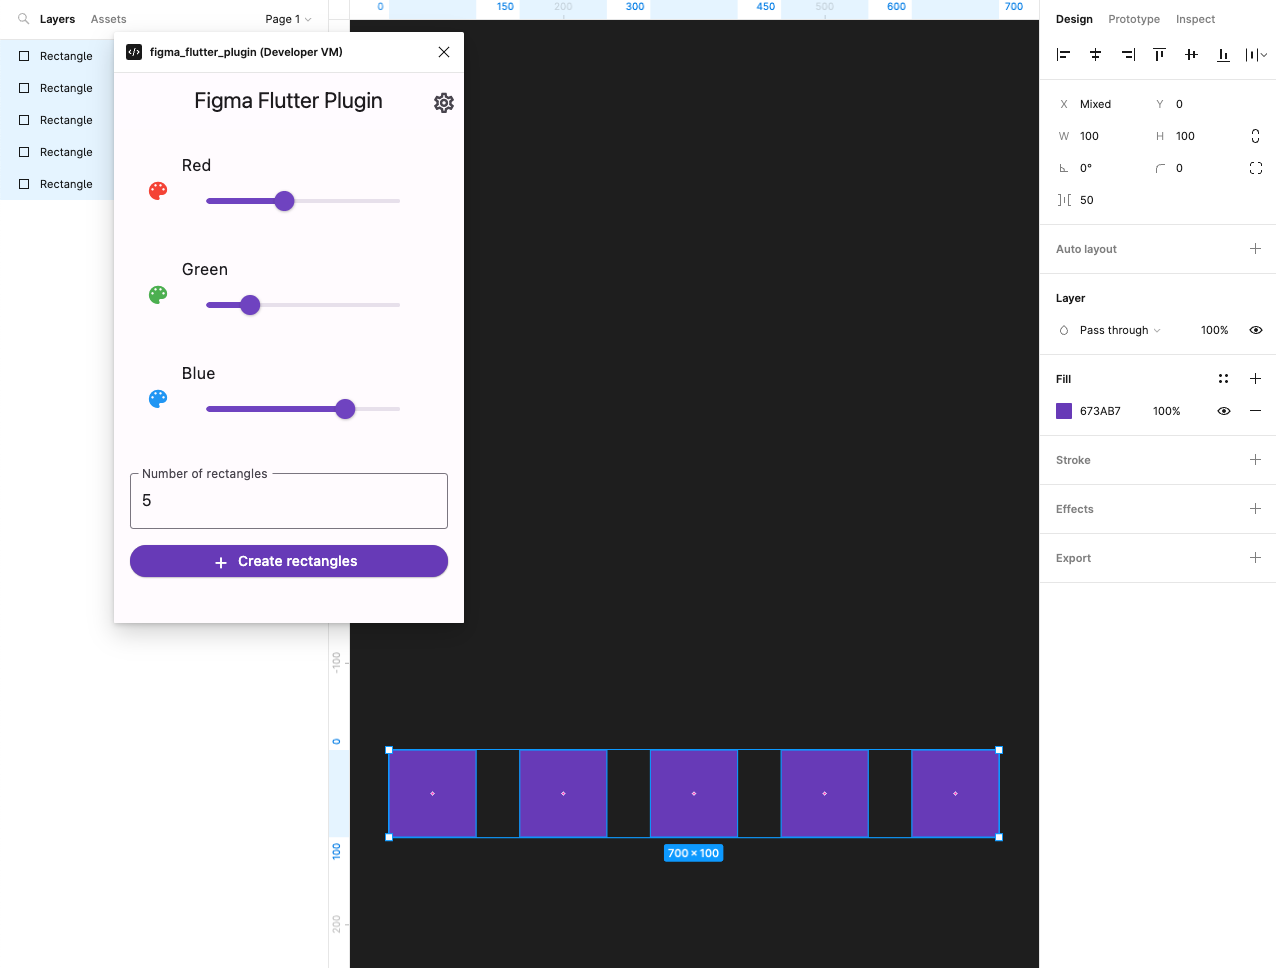 Layers Assets Page 1
Rectangle
Rectangle
Rectangle
Rectangle
Rectangle
figma_flutter_plugin (Developer VM)
Figma Flutter Plugin
Red
Green
Blue
Number of rectangles
5
+ Create rectangles
0 150 200 300 450 500 600 700
-100
0
100
200
700 × 100
Design Prototype Inspect
X Mixed Y 0
W 100 H 100
0° 0
50
Auto layout
Layer
Pass through 100%
Fill
673AB7 100%
Stroke
Effects
Export